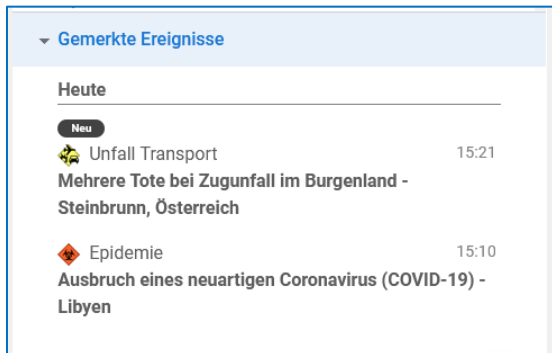 Gemerkte Ereignisse
Heute
Neu
Unfall Transport 15:21
Mehrere Tote bei Zugunfall im Burgenland -
Steinbrunn, Österreich
Epidemie 15:10
Ausbruch eines neuartigen Coronavirus (COVID-19) -
Libyen